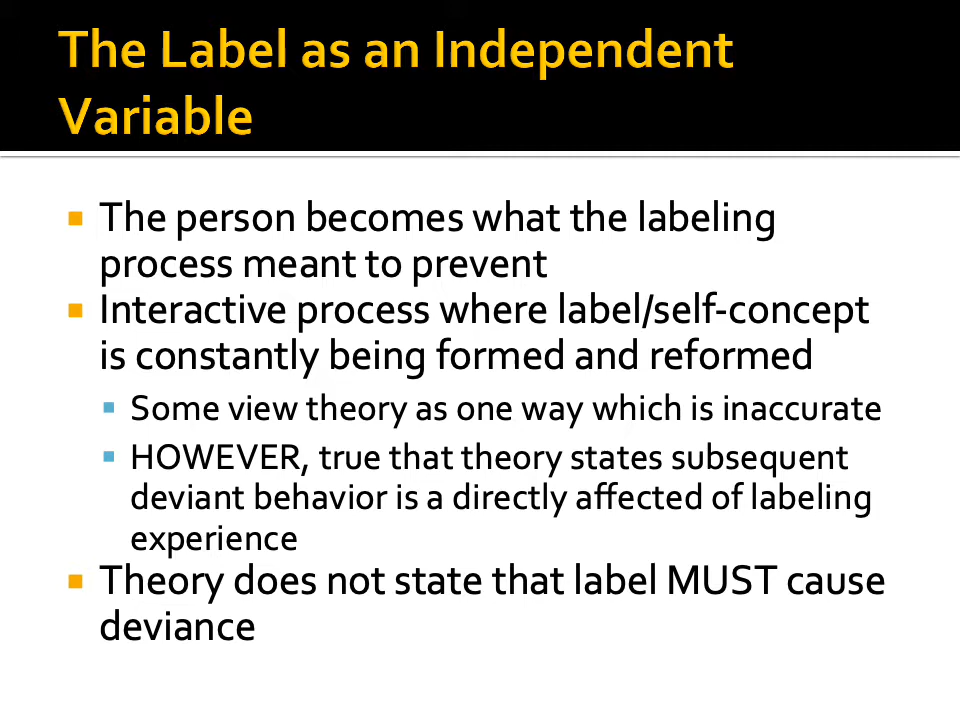 The Label as an Independent
Variable
The person becomes what the labeling
process meant to prevent
Interactive process where label/self-concept
is constantly being formed and reformed
Some view theory as one way which is inaccurate
HOWEVER, true that theory states subsequent
deviant behavior is a directly affected of labeling
experience
Theory does not state that label MUST cause
deviance